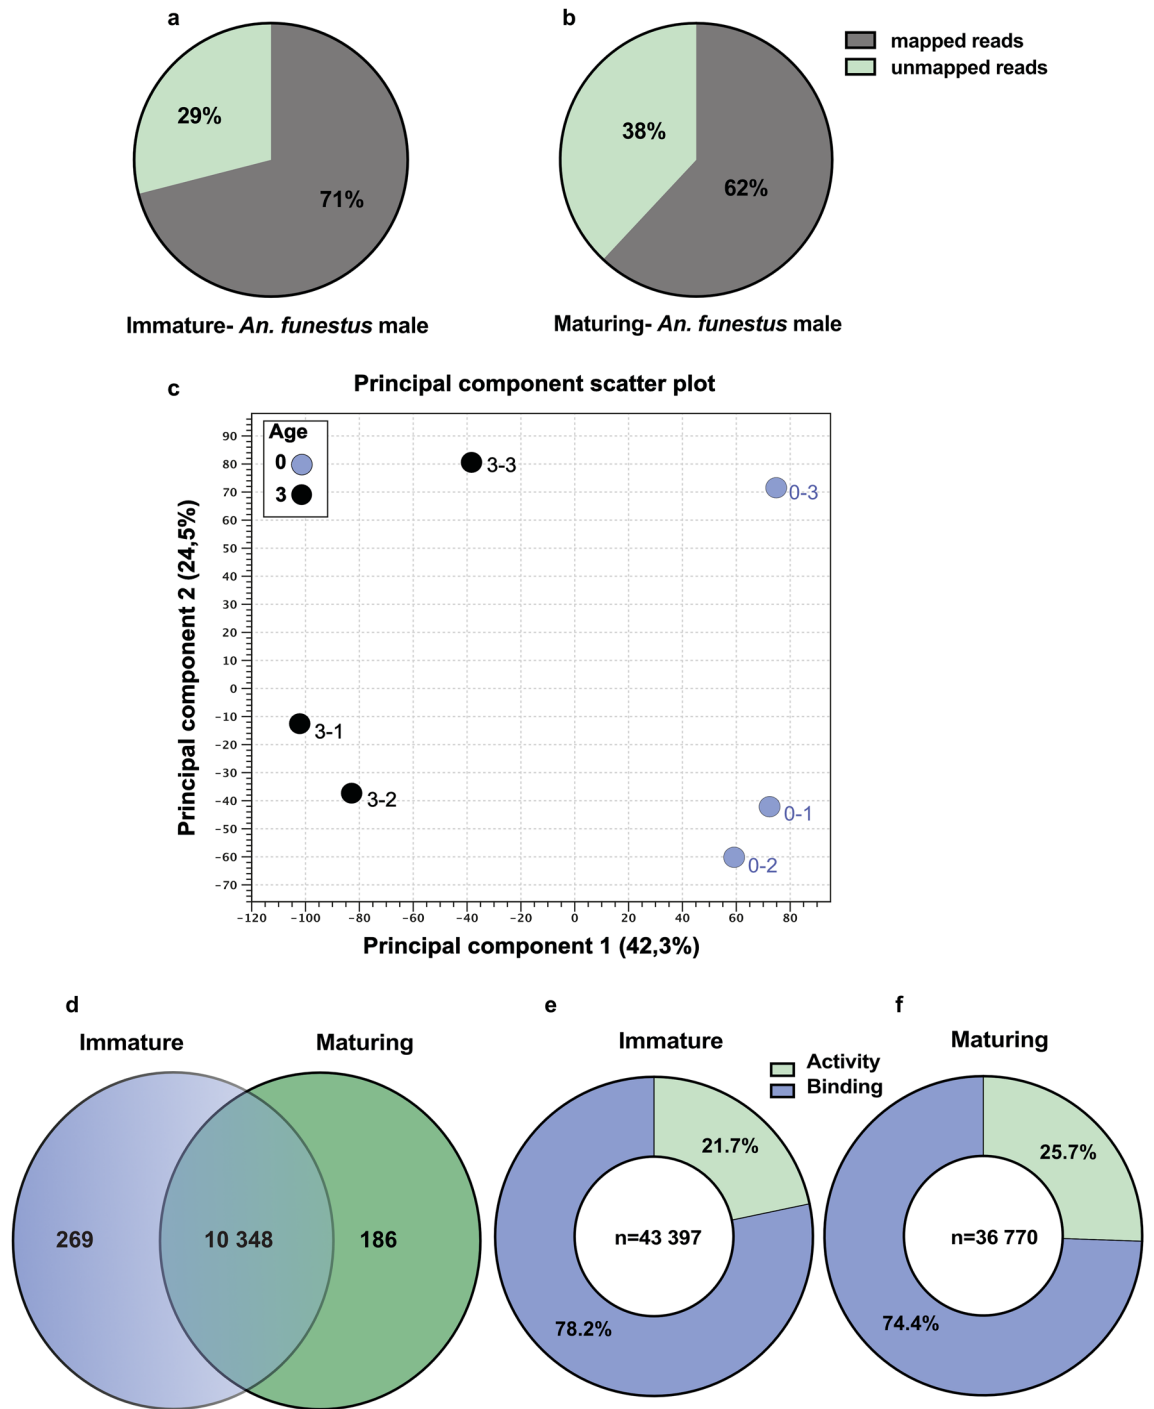 a
b
mapped reads
unmapped reads
29%
71%
38%
62%
Immature- An. funestus male
Maturing- An. funestus male
c
Principal component scatter plot
Age
0
3
90
80
70
60
50
40
30
20
10
0
−10
−20
−30
−40
−50
−60
−70
3-3
0-3
3-1
3-2
0-1
0-2
−120 −100 −80 −60 −40 −20 0 20 40 60 80
Principal component 2 (24,5%)
Principal component 1 (42,3%)
d
Immature
Maturing
269
10 348
186
e
Immature
f
Maturing
Activity
Binding
21.7%
n=43 397
78.2%
25.7%
n=36 770
74.4%